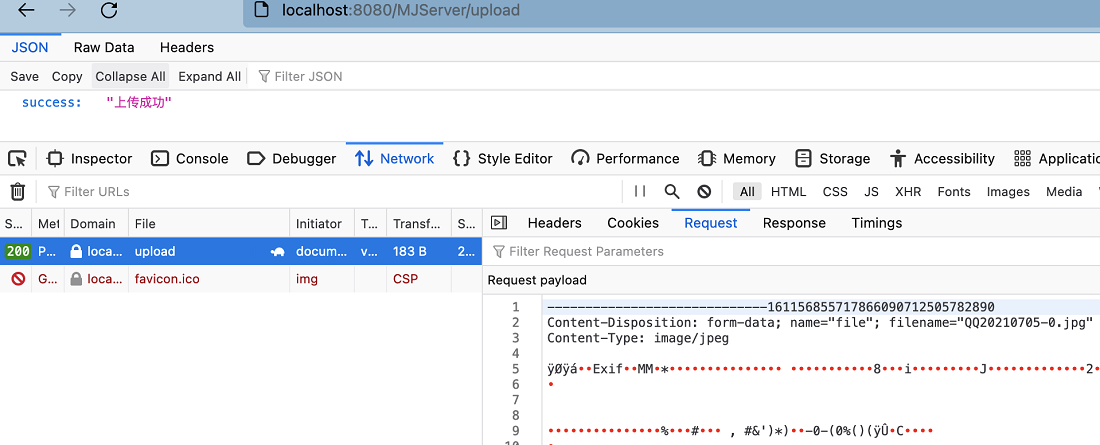 localhost:8080/MJServer/upload
JSON Raw Data Headers
Save Copy Collapse All Expand All Filter JSON
success: "上传成功"
Inspector Console Debugger Network Style Editor Performance Memory Storage Accessibility Applicatio
Filter URLs All HTML CSS JS XHR Fonts Images Media
S... Met Domain File Initiator T... Transf... S... Headers Cookies Request Response Timings
200 P... loca... upload docum... v... 183 B 2... Filter Request Parameters
G... loca... favicon.ico img CSP Request payload
1 -----------------------------161156855717866090712505782890
2 Content-Disposition: form-data; name="file"; filename="QQ20210705-0.jpg"
3 Content-Type: image/jpeg
4
5 ÿØÿá••Exif••MM•*••••••••••••••• •••••••••••8•••i•••••••••J•••••••••••••2•
6 •
7
8
9 •••••••••••••••%•••#••• , #&')*)••-0-(0%()(ÿÛ•C••••